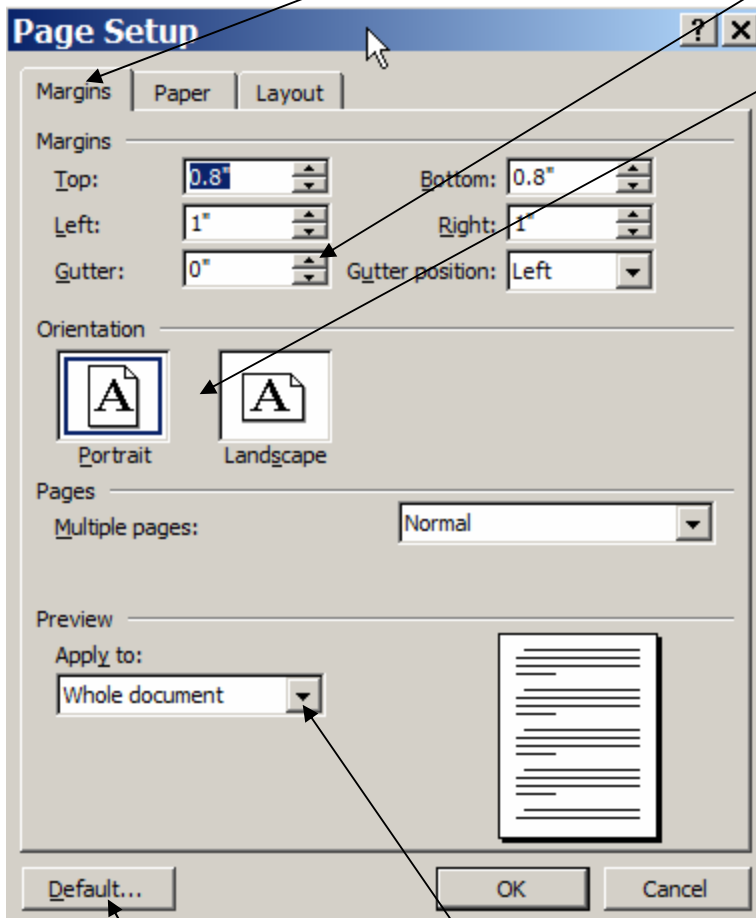 Page Setup
Margins Paper Layout
Margins
Top: 0.8" Bottom: 0.8"
Left: 1" Right: 1"
Gutter: 0" Gutter position: Left
Orientation
A A
Portrait Landscape
Pages
Multiple pages: Normal
Preview
Apply to:
Whole document
Default... OK Cancel